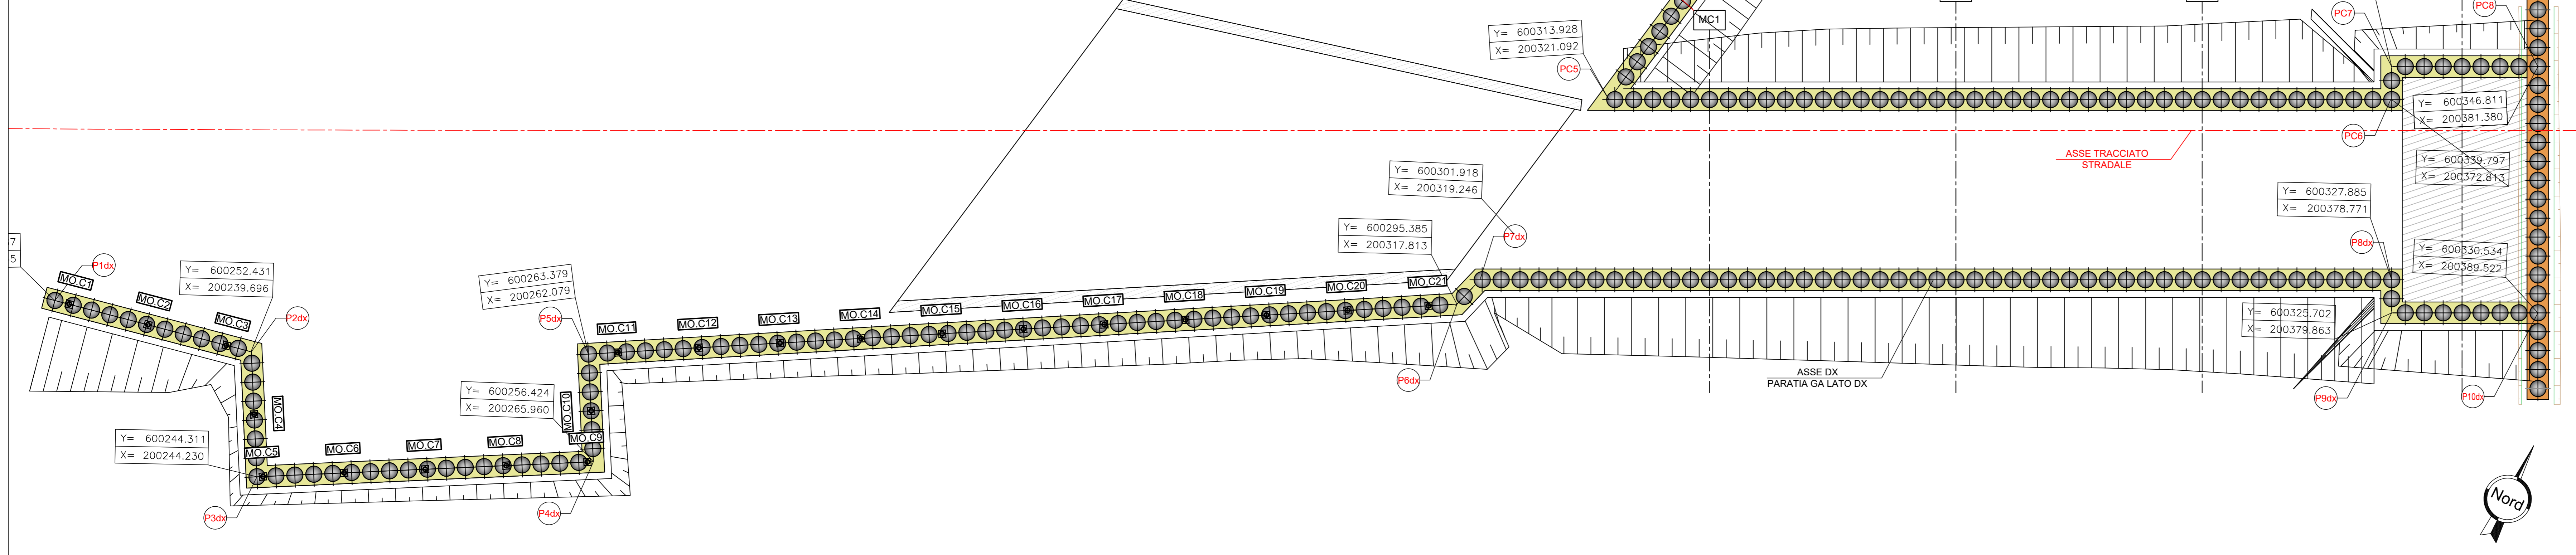 PC8
PC7
MC1
Y= 600313.928
X= 200321.092
PC5
Y= 600346.811
X= 200381.380
PC6
ASSE TRACCIATO
STRADALE
Y= 600339.797
X= 200372.813
Y= 600301.918
X= 200319.246
Y= 600327.885
X= 200378.771
Y= 600295.385
X= 200317.813
P7dx
P8dx
Y= 600330.534
X= 200389.522
P1dx
Y= 600252.431
X= 200239.696
Y= 600263.379
X= 200262.079
MO.C1
MO.C2
MO.C3
P2dx
P5dx
MO.C11
MO.C12
MO.C13
MO.C14
MO.C15
MO.C16
MO.C17
MO.C18
MO.C19
MO.C20
MO.C21
Y= 600325.702
X= 200379.863
ASSE DX
PARATIA GA LATO DX
P6dx
P9dx
P10dx
Y= 600256.424
X= 200265.960
MO.C4
MO.C10
Y= 600244.311
X= 200244.230
MO.C5
MO.C6
MO.C7
MO.C8
MO.C9
P3dx
P4dx
Nord